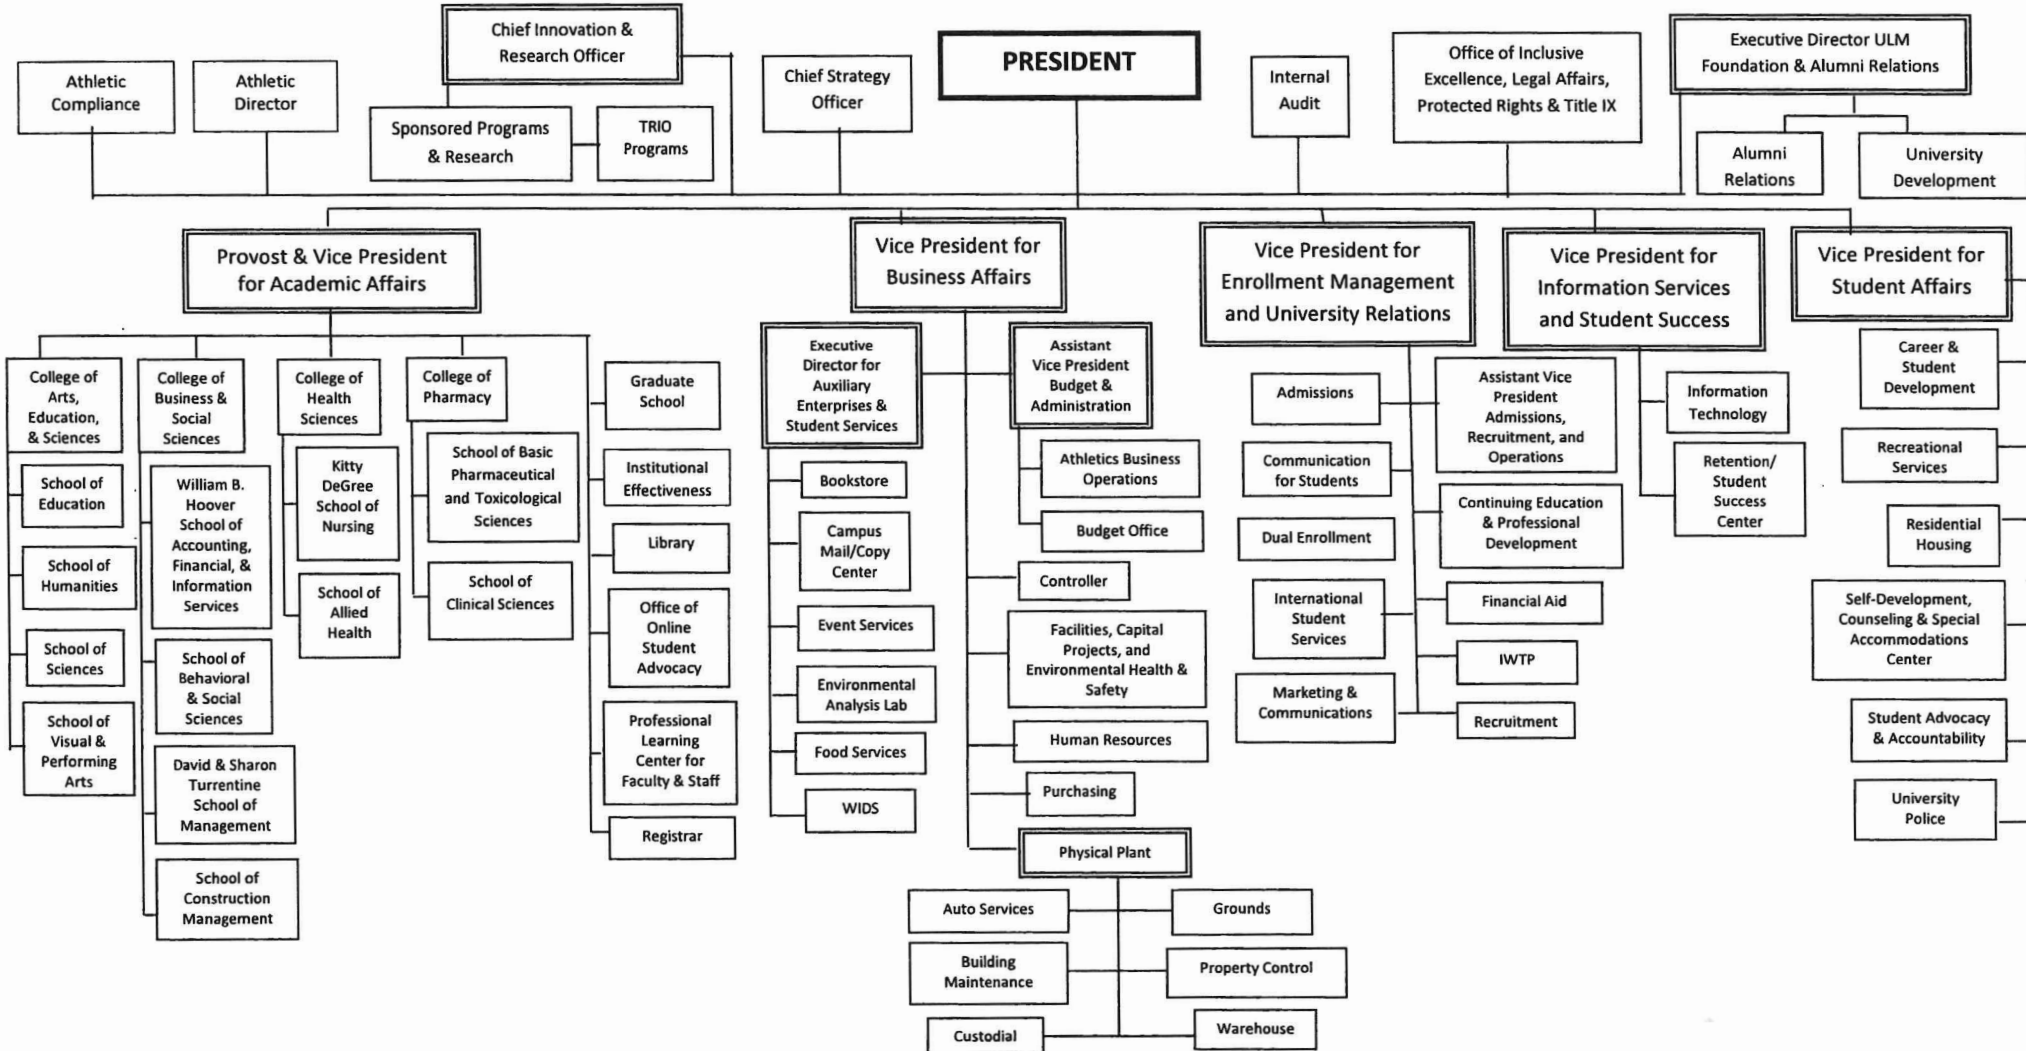 Athletic
Compliance
Athletic
Director
Chief Innovation &
Research Officer
Sponsored Programs
& Research
TRIO
Programs
Chief Strategy
Officer
PRESIDENT
Internal
Audit
Office of Inclusive
Excellence, Legal Affairs,
Protected Rights & Title IX
Executive Director ULM
Foundation & Alumni Relations
Alumni
Relations
University
Development
Provost & Vice President
for Academic Affairs
Vice President for
Business Affairs
Vice President for
Enrollment Management
and University Relations
Vice President for
Information Services
and Student Success
Vice President for
Student Affairs
College of
Arts,
Education,
& Sciences
School of
Education
School of
Humanities
School of
Sciences
School of
Visual &
Performing
Arts
College of
Business &
Social
Sciences
William B.
Hoover
School of
Accounting,
Financial, &
Information
Services
School of
Behavioral
& Social
Sciences
David & Sharon
Turrentine
School of
Management
School of
Construction
Management
College of
Health
Sciences
Kitty
DeGree
School of
Nursing
School of
Allied
Health
College of
Pharmacy
School of Basic
Pharmaceutical
and Toxicological
Sciences
School of
Clinical Sciences
Graduate
School
Institutional
Effectiveness
Library
Office of
Online
Student
Advocacy
Professional
Learning
Center for
Faculty & Staff
Registrar
Executive
Director for
Auxiliary
Enterprises &
Student Services
Bookstore
Campus
Mail/Copy
Center
Event Services
Environmental
Analysis Lab
Food Services
WIDS
Assistant
Vice President
Budget &
Administration
Athletics Business
Operations
Budget Office
Controller
Facilities, Capital
Projects, and
Environmental Health &
Safety
Human Resources
Purchasing
Physical Plant
Auto Services
Grounds
Building
Maintenance
Property Control
Custodial
Warehouse
Admissions
Communication
for Students
Dual Enrollment
International
Student
Services
Marketing &
Communications
Assistant Vice
President
Admissions,
Recruitment, and
Operations
Continuing Education
& Professional
Development
Financial Aid
IWTP
Recruitment
Information
Technology
Retention/
Student
Success
Center
Career &
Student
Development
Recreational
Services
Residential
Housing
Self-Development,
Counseling & Special
Accommodations
Center
Student Advocacy
& Accountability
University
Police